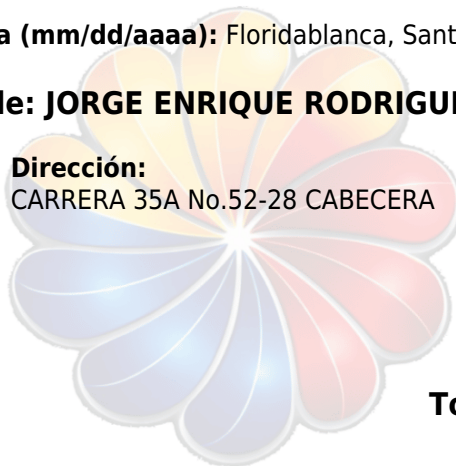 a (mm/dd/aaaa): Floridablanca, Sant
le: JORGE ENRIQUE RODRIGU
Dirección:
CARRERA 35A No.52-28 CABECERA
To